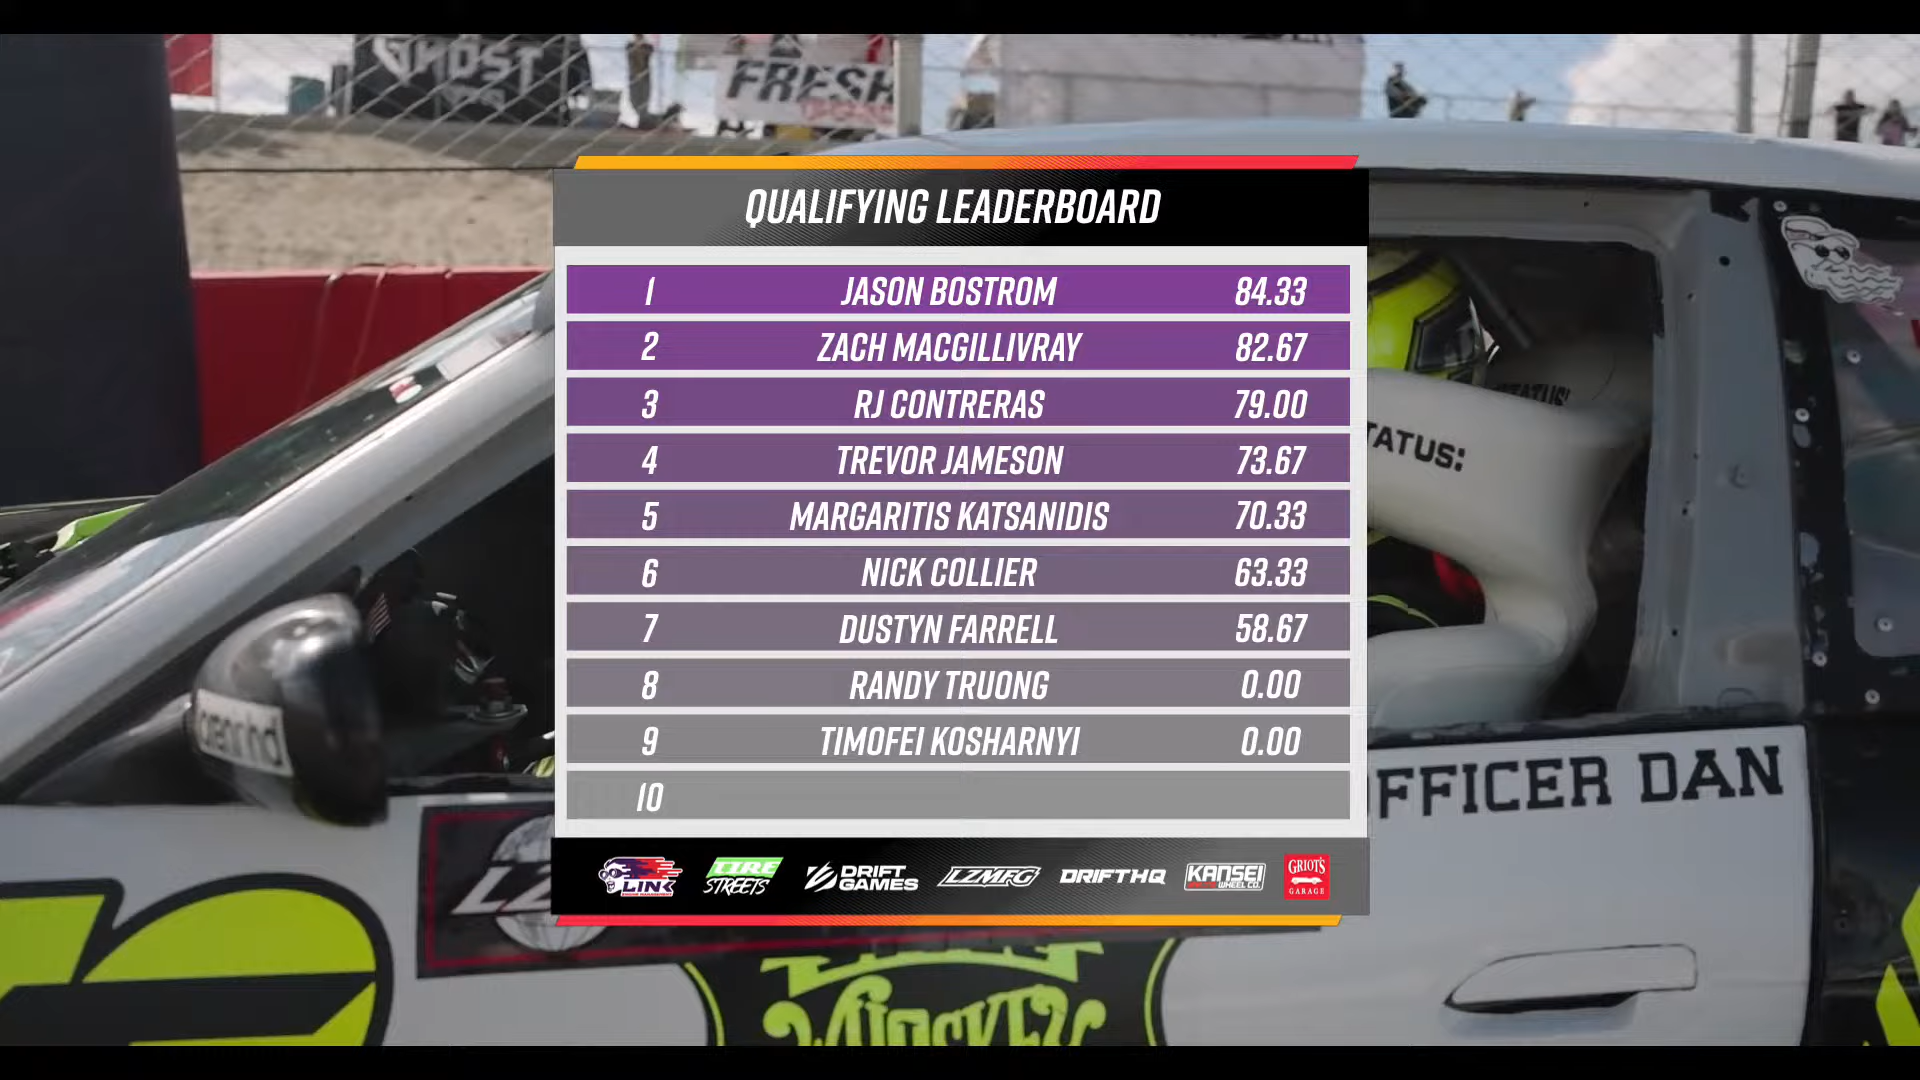 GHOST
FRESH
QUALIFYING LEADERBOARD
1 JASON BOSTROM 84.33
2 ZACH MACGILLIVRAY 82.67
3 RJ CONTRERAS 79.00
4 TREVOR JAMESON 73.67
5 MARGARITIS KATSANIDIS 70.33
6 NICK COLLIER 63.33
7 DUSTYN FARRELL 58.67
8 RANDY TRUONG 0.00
9 TIMOFEI KOSHARNYI 0.00
10
TATUS:
FFICER DAN
LINK
TIRE STREETS
DRIFT GAMES
LZMFG
DRIFTHQ
KANSEI WHEEL CO.
GRIOT'S GARAGE